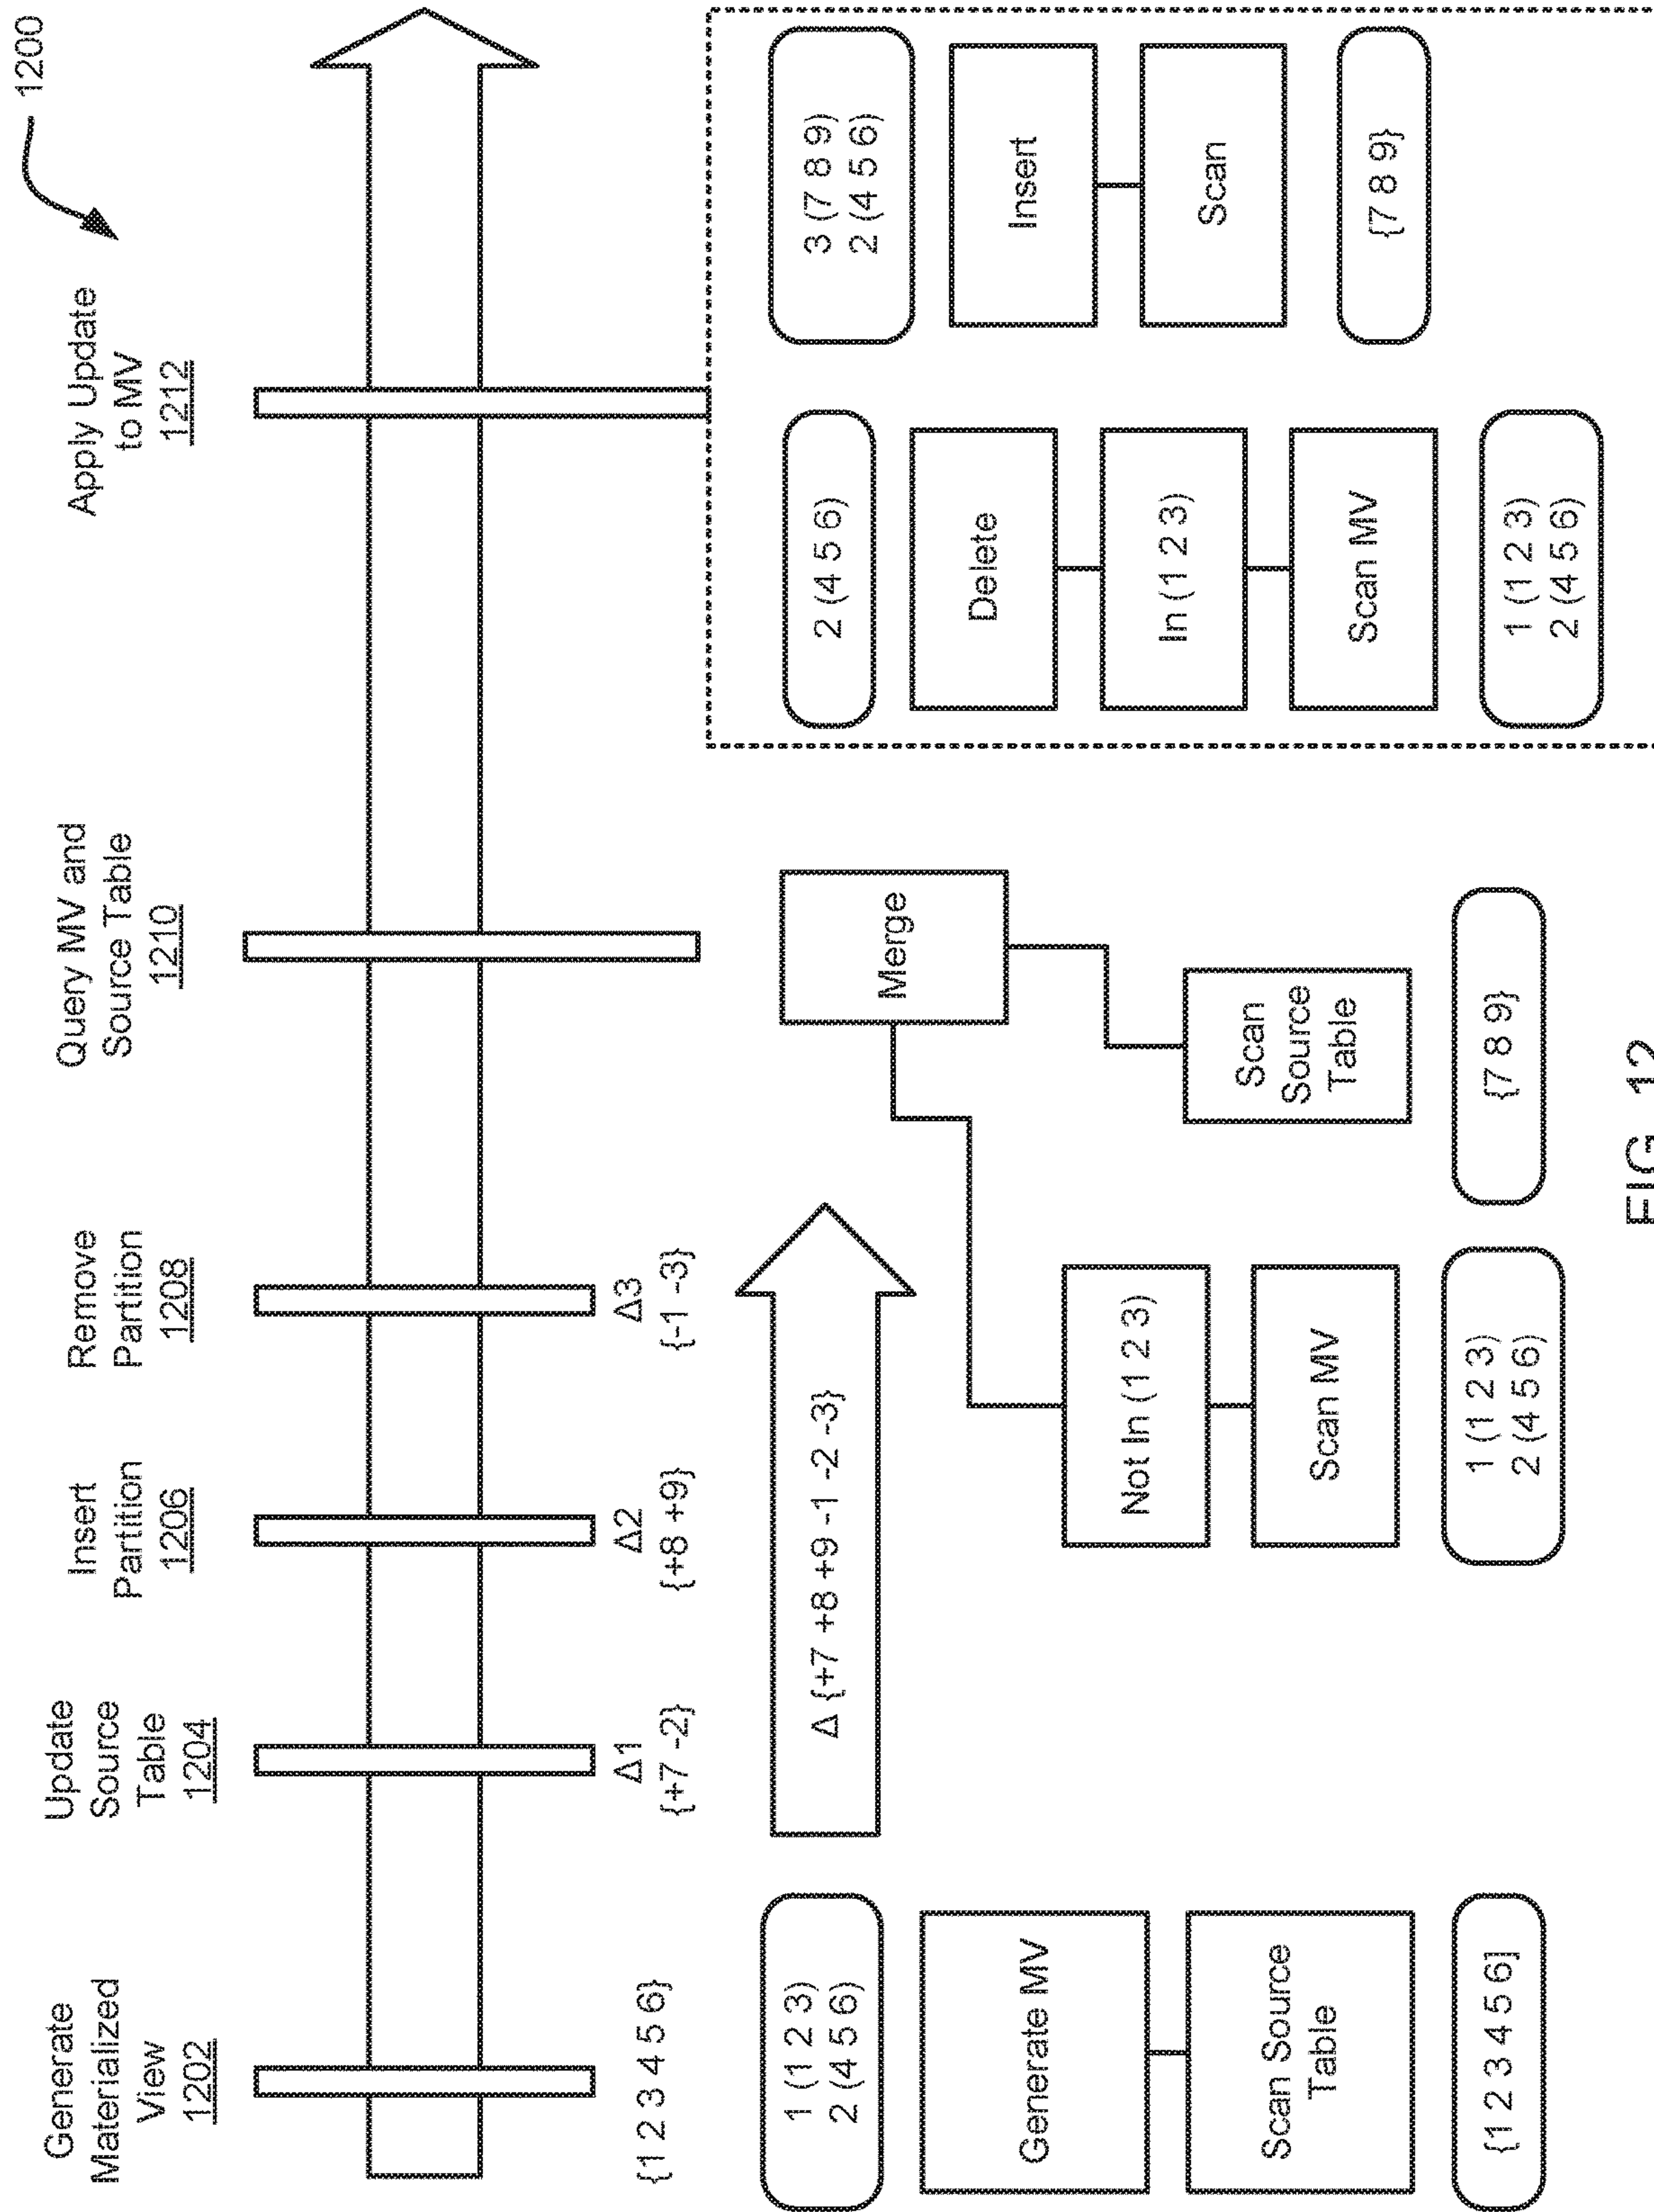 1200
Generate
Materialized
View
1202
Update
Source
Table
1204
Insert
Partition
1206
Remove
Partition
1208
Query MV and
Source Table
1210
Apply Update
to MV
1212
{1 2 3 4 5 6}
Δ1
{+7 -2}
Δ2
{+8 +9}
Δ3
{-1 -3}
1 (1 2 3)
2 (4 5 6)
Generate MV
Scan Source
Table
{1 2 3 4 5 6]
Δ {+7 +8 +9 -1 -2 -3}
Merge
Not In (1 2 3)
Scan MV
1 (1 2 3)
2 (4 5 6)
Scan
Source
Table
{7 8 9}
2 (4 5 6)
Delete
In (1 2 3)
Scan MV
1 (1 2 3)
2 (4 5 6)
3 (7 8 9)
2 (4 5 6)
Insert
Scan
{7 8 9}
FIG. 12